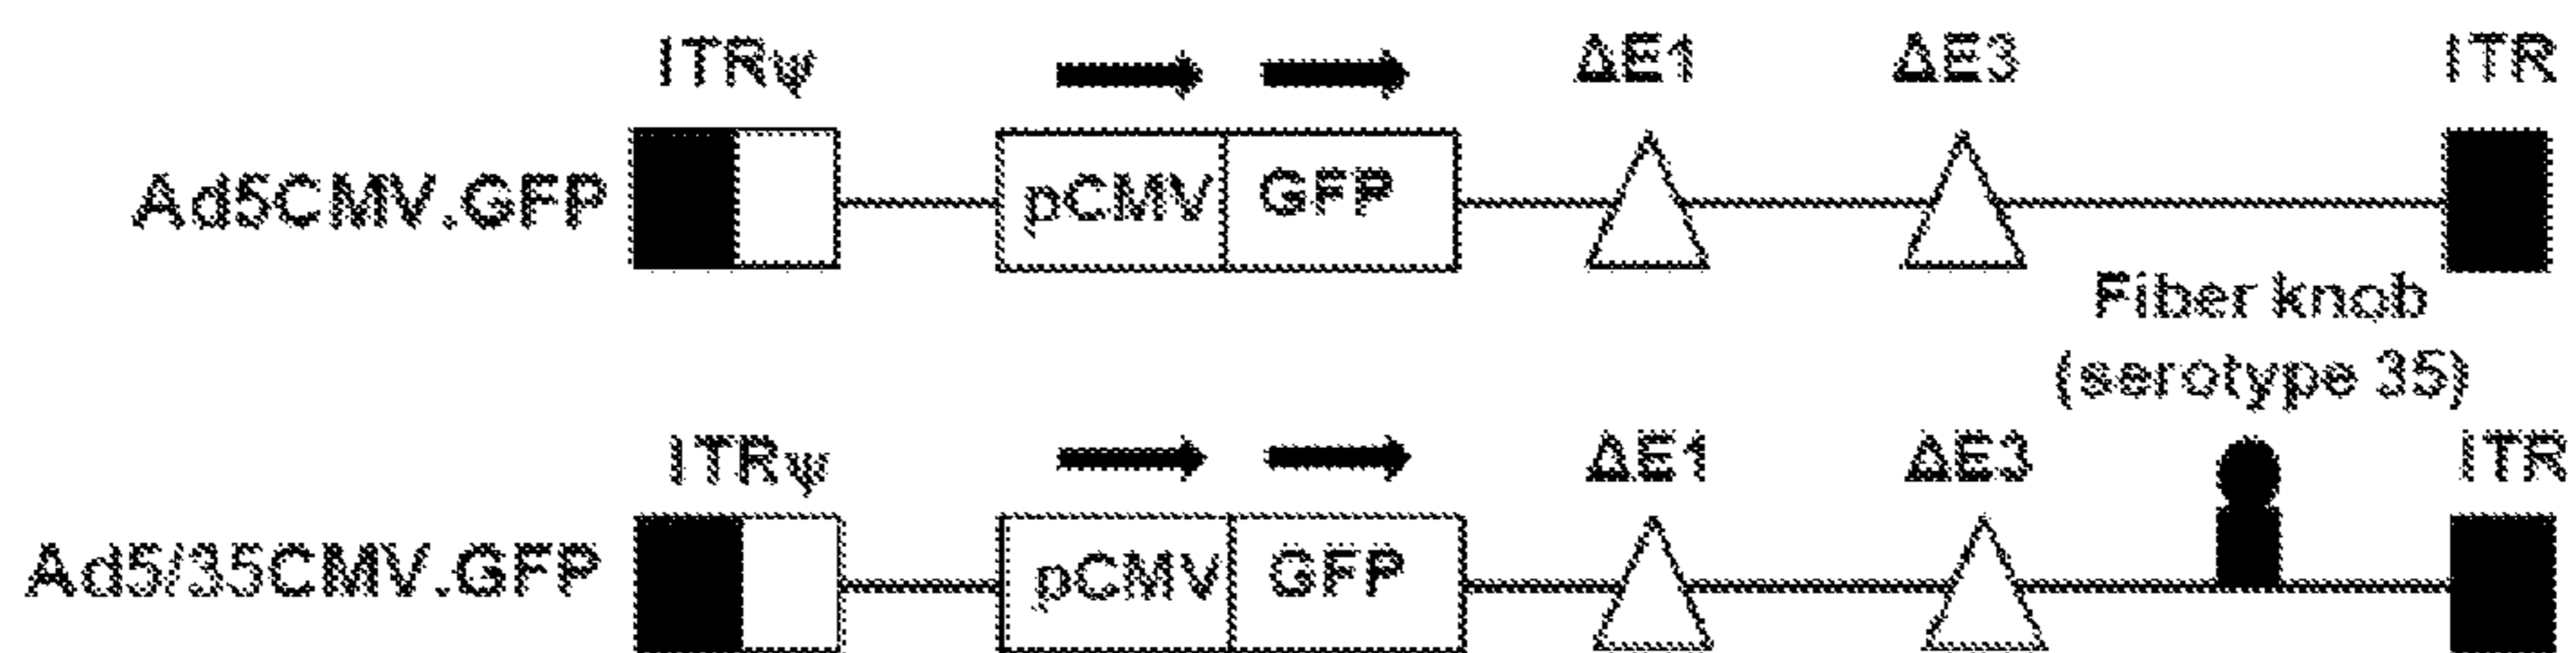 ITRψ ΔE1 ΔE3 ITR
Ad5CMV.GFP pCMV GFP
Fiber knob
(serotype 35)
ITRψ ΔE1 ΔE3 ITR
Ad5/35CMV.GFP pCMV GFP